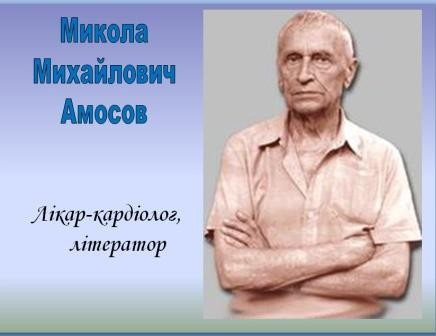 Микола
Михайлович
Амосов
Лікар-кардіолог,
літератор